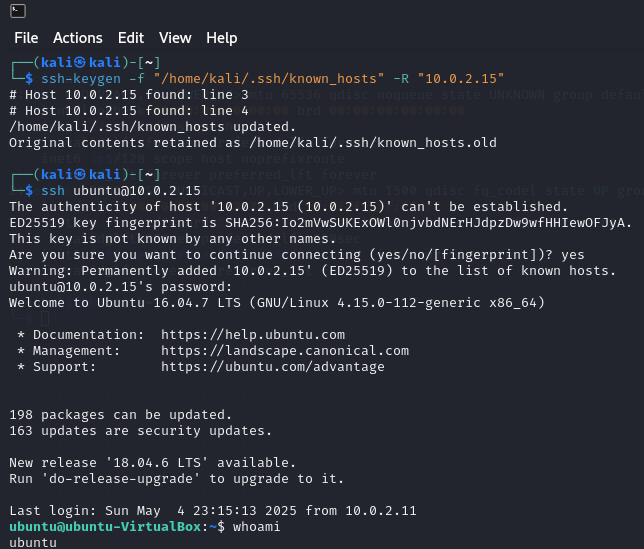 File Actions Edit View Help
┌──(kali㉿kali)-[~]
└─$ ssh-keygen -f "/home/kali/.ssh/known_hosts" -R "10.0.2.15"
# Host 10.0.2.15 found: line 3
# Host 10.0.2.15 found: line 4
/home/kali/.ssh/known_hosts updated.
Original contents retained as /home/kali/.ssh/known_hosts.old
┌──(kali㉿kali)-[~]
└─$ ssh ubuntu@10.0.2.15
The authenticity of host '10.0.2.15 (10.0.2.15)' can't be established.
ED25519 key fingerprint is SHA256:Io2mVwSUKExOWl0njvbdNErHJdpzDw9wfHHIewOFJyA.
This key is not known by any other names.
Are you sure you want to continue connecting (yes/no/[fingerprint])? yes
Warning: Permanently added '10.0.2.15' (ED25519) to the list of known hosts.
ubuntu@10.0.2.15's password:
Welcome to Ubuntu 16.04.7 LTS (GNU/Linux 4.15.0-112-generic x86_64)
* Documentation: https://help.ubuntu.com
* Management: https://landscape.canonical.com
* Support: https://ubuntu.com/advantage
198 packages can be updated.
163 updates are security updates.
New release '18.04.6 LTS' available.
Run 'do-release-upgrade' to upgrade to it.
Last login: Sun May 4 23:15:13 2025 from 10.0.2.11
ubuntu@ubuntu-VirtualBox:~$ whoami
ubuntu